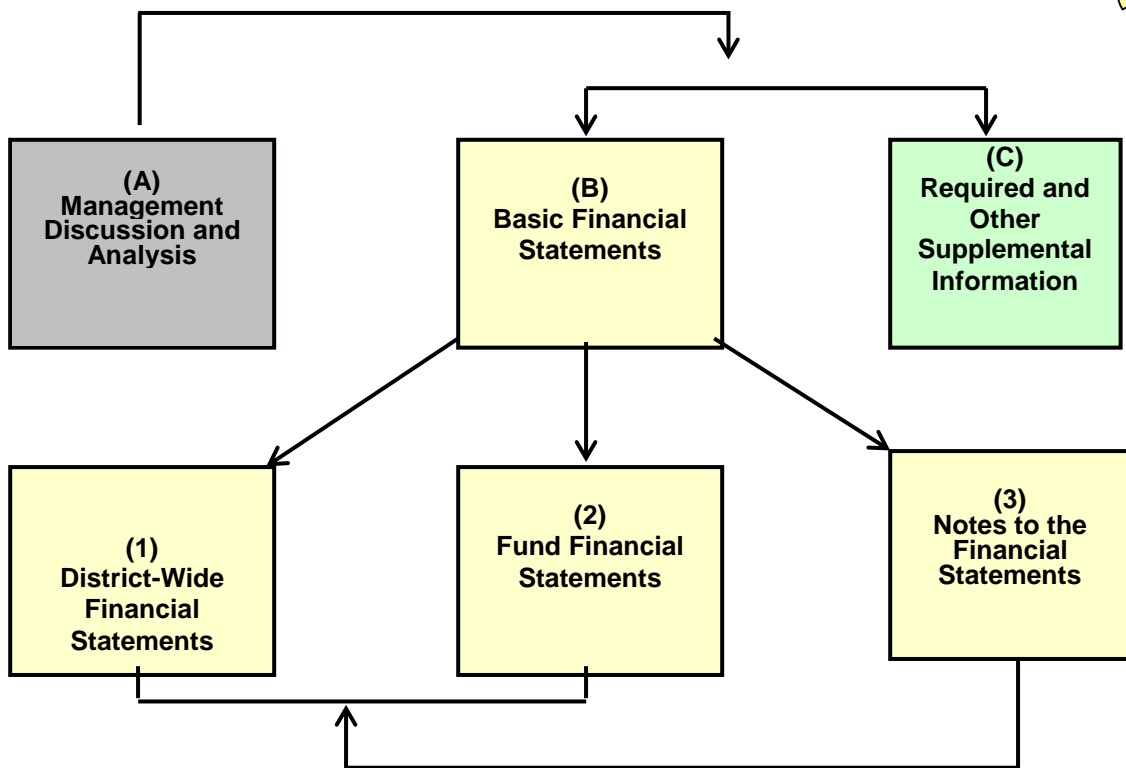 (A)
Management
Discussion and
Analysis
(B)
Basic Financial
Statements
(C)
Required and
Other
Supplemental
Information
(1)
District-Wide
Financial
Statements
(2)
Fund Financial
Statements
(3)
Notes to the
Financial
Statements